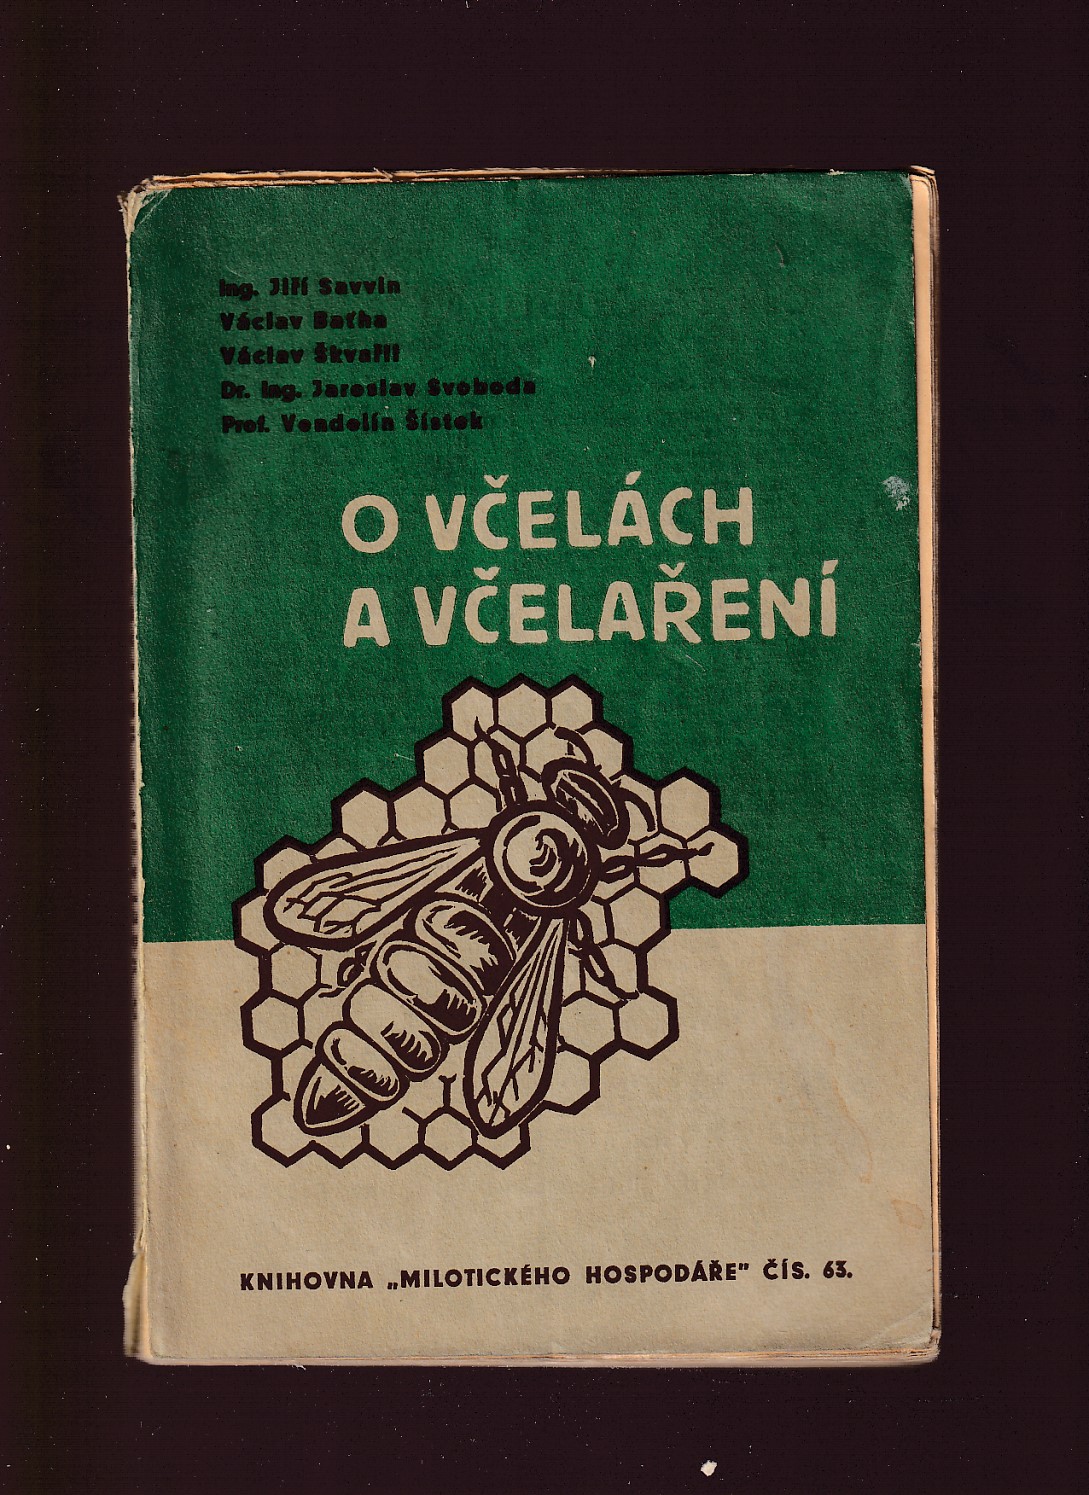 Ing. Jiří Savvin
Václav Baťha
Václav Škvařil
Dr. Ing. Jaroslav Svoboda
Prof. Vendelín Šístek
O VČELÁCH
A VČELAŘENÍ
KNIHOVNA „MILOTICKÉHO HOSPODÁŘE" ČÍS. 63.